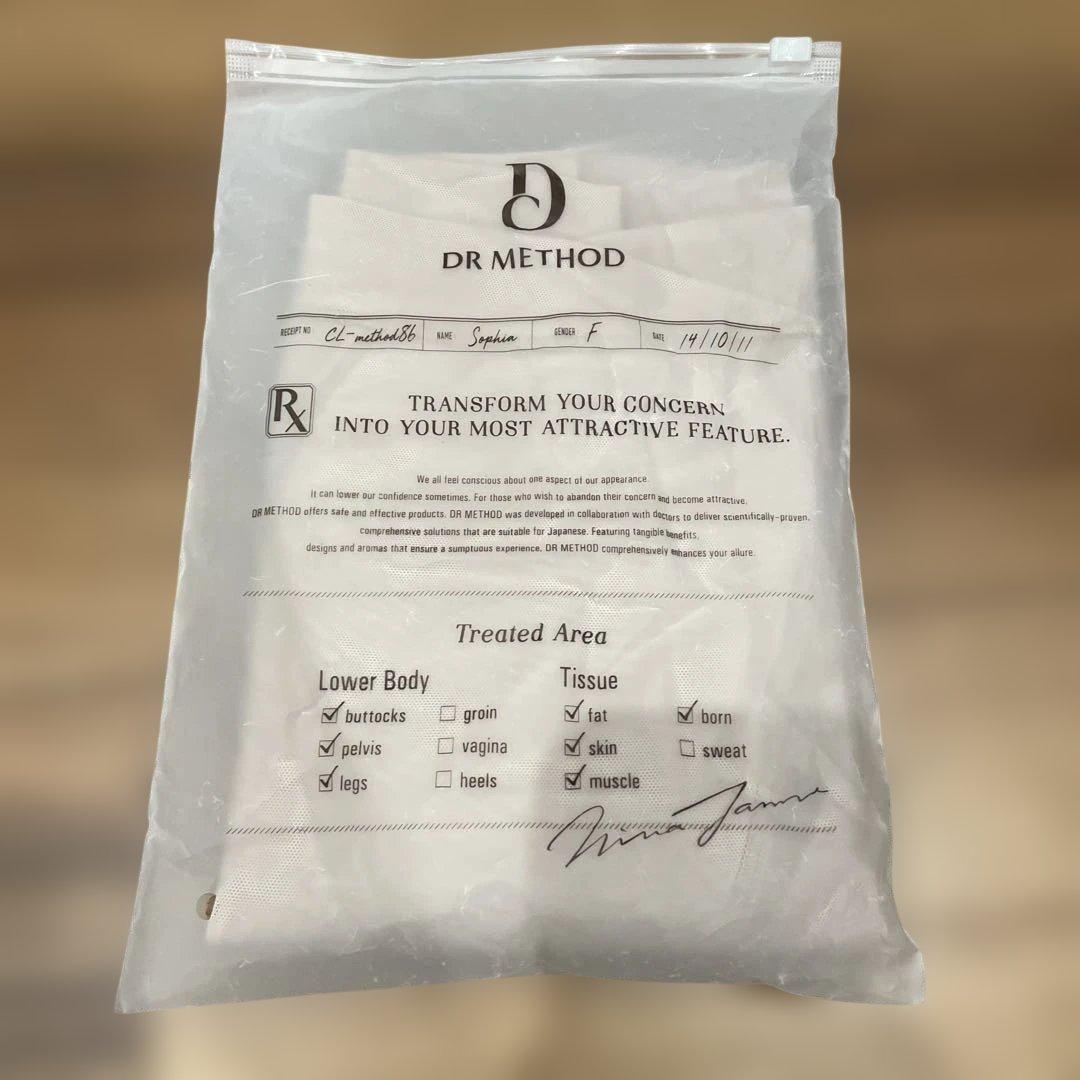 DR METHOD
RECEIPT NO CL-method86 NAME Sophia GENDER F DATE 14/10/11
Rx TRANSFORM YOUR CONCERN
INTO YOUR MOST ATTRACTIVE FEATURE.
We all feel conscious about one aspect of our appearance.
It can lower our confidence sometimes. For those who wish to abandon their concern and become attractive,
DR METHOD offers safe and effective products. DR METHOD was developed in collaboration with doctors to deliver scientifically-proven,
comprehensive solutions that are suitable for Japanese. Featuring tangible benefits,
designs and aromas that ensure a sumptuous experience, DR METHOD comprehensively enhances your allure.
Treated Area
Lower Body Tissue
buttocks groin fat born
pelvis vagina skin sweat
legs heels muscle